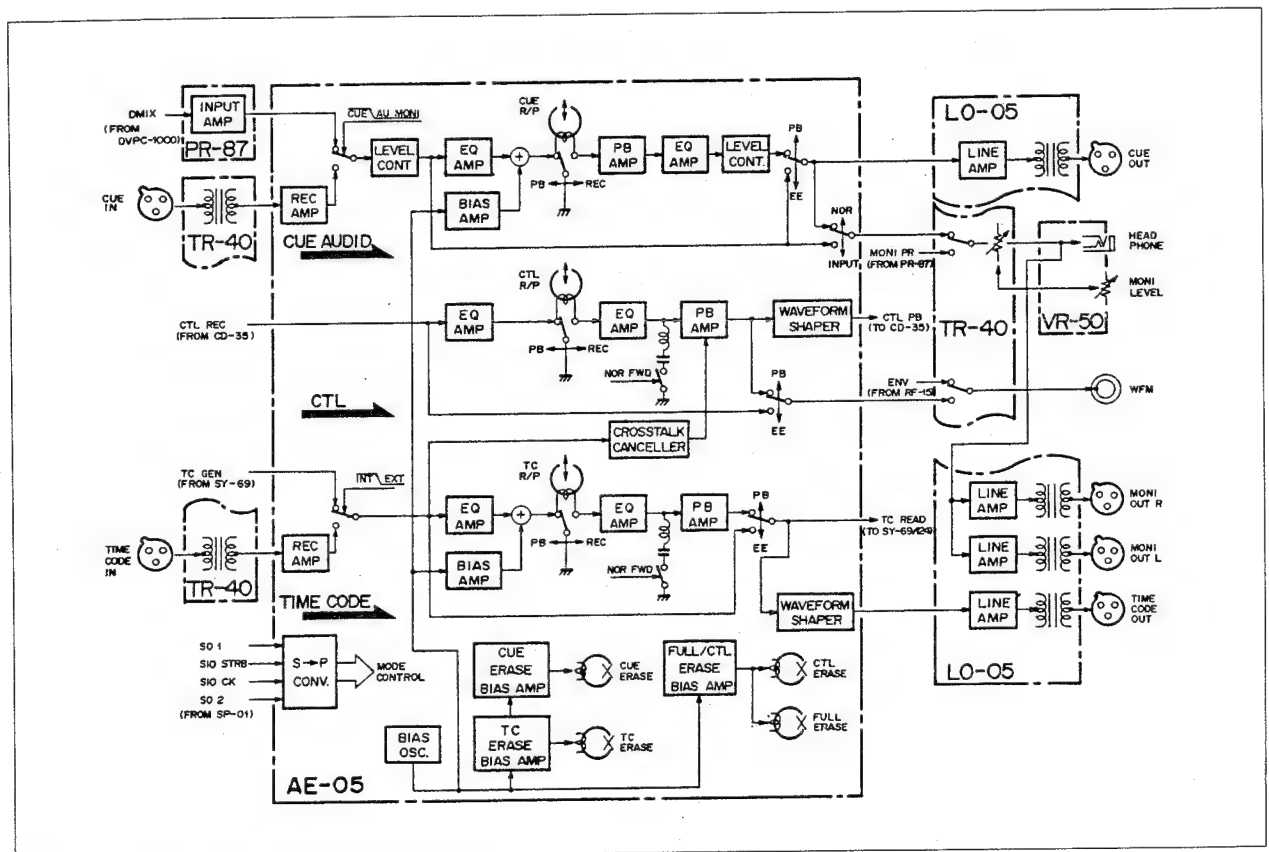 DMIX
(FROM
DVPC-1000)
INPUT
AMP
PR-87
CUE
IN
TR-40
REC
AMP
CUE AU MONI
LEVEL
CONT
EQ
AMP
BIAS
AMP
CUE
R/P
PB REC
PB
AMP
EQ
AMP
LEVEL
CONT.
PB
EE
NOR
INPUT
CUE AUDIO
LO-05
LINE
AMP
CUE
OUT
MONI PR
(FROM PR-87)
TR-40
HEAD
PHONE
MONI
LEVEL
VR-50
CTL REC
(FROM CD-35)
EQ
AMP
CTL
R/P
PB REC
EQ
AMP
NOR FWD
PB
AMP
WAVEFORM
SHAPER
CTL PB
(TO CD-35)
PB
EE
ENV
(FROM RF-15)
WFM
CTL
CROSSTALK
CANCELLER
TC GEN
(FROM SY-69)
INT EXT
TIME
CODE
IN
TR-40
REC
AMP
EQ
AMP
BIAS
AMP
TC
R/P
PB REC
EQ
AMP
NOR FWD
PB
AMP
PB
EE
TC READ
(TO SY-69/124)
WAVEFORM
SHAPER
TIME CODE
LINE
AMP
MONI
OUT R
LINE
AMP
MONI
OUT L
LINE
AMP
TIME
CODE
OUT
LO-05
SO 1
SIO STRB
SIO CK
SO 2
(FROM SP-01)
S→P
CONV.
MODE
CONTROL
BIAS
OSC.
CUE
ERASE
BIAS AMP
CUE
ERASE
TC
ERASE
BIAS AMP
TC
ERASE
FULL/CTL
ERASE
BIAS AMP
CTL
ERASE
FULL
ERASE
AE-05